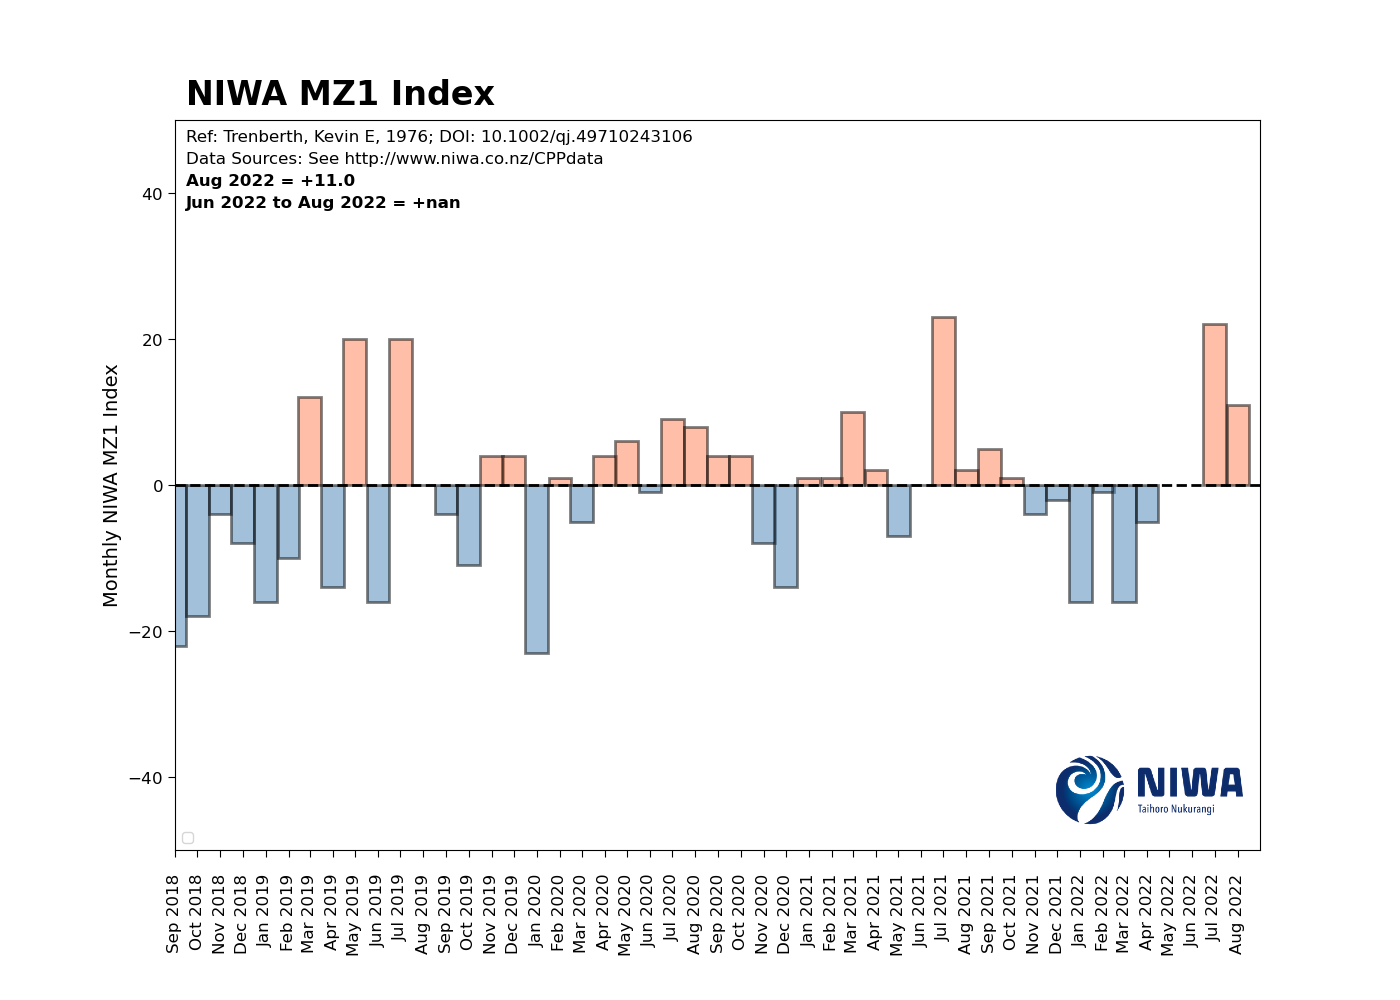 NIWA MZ1 Index
Ref: Trenberth, Kevin E, 1976; DOI: 10.1002/qj.49710243106
Data Sources: See http://www.niwa.co.nz/CPPdata
Aug 2022 = +11.0
Jun 2022 to Aug 2022 = +nan
Monthly NIWA MZ1 Index
40
20
0
−20
−40
NIWA
Taihoro Nukurangi
Sep 2018
Oct 2018
Nov 2018
Dec 2018
Jan 2019
Feb 2019
Mar 2019
Apr 2019
May 2019
Jun 2019
Jul 2019
Aug 2019
Sep 2019
Oct 2019
Nov 2019
Dec 2019
Jan 2020
Feb 2020
Mar 2020
Apr 2020
May 2020
Jun 2020
Jul 2020
Aug 2020
Sep 2020
Oct 2020
Nov 2020
Dec 2020
Jan 2021
Feb 2021
Mar 2021
Apr 2021
May 2021
Jun 2021
Jul 2021
Aug 2021
Sep 2021
Oct 2021
Nov 2021
Dec 2021
Jan 2022
Feb 2022
Mar 2022
Apr 2022
May 2022
Jun 2022
Jul 2022
Aug 2022